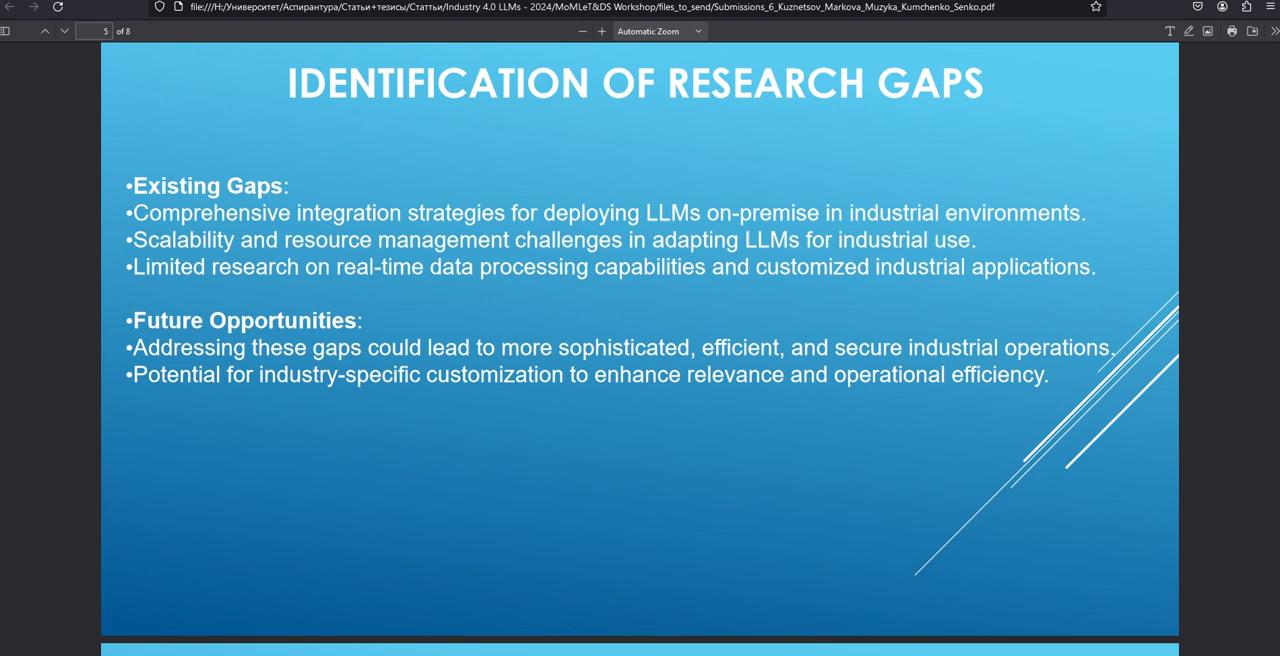 file:///H:/Университет/Аспирантура/Статьи+тезисы/Статтьи/Industry 4.0 LLMs - 2024/MoMLeT&DS Workshop/files_to_send/Submissions_6_Kuznetsov_Markova_Muzyka_Kumchenko_Senko.pdf
5 of 8
Automatic Zoom
IDENTIFICATION OF RESEARCH GAPS
•Existing Gaps:
•Comprehensive integration strategies for deploying LLMs on-premise in industrial environments.
•Scalability and resource management challenges in adapting LLMs for industrial use.
•Limited research on real-time data processing capabilities and customized industrial applications.
•Future Opportunities:
•Addressing these gaps could lead to more sophisticated, efficient, and secure industrial operations.
•Potential for industry-specific customization to enhance relevance and operational efficiency.